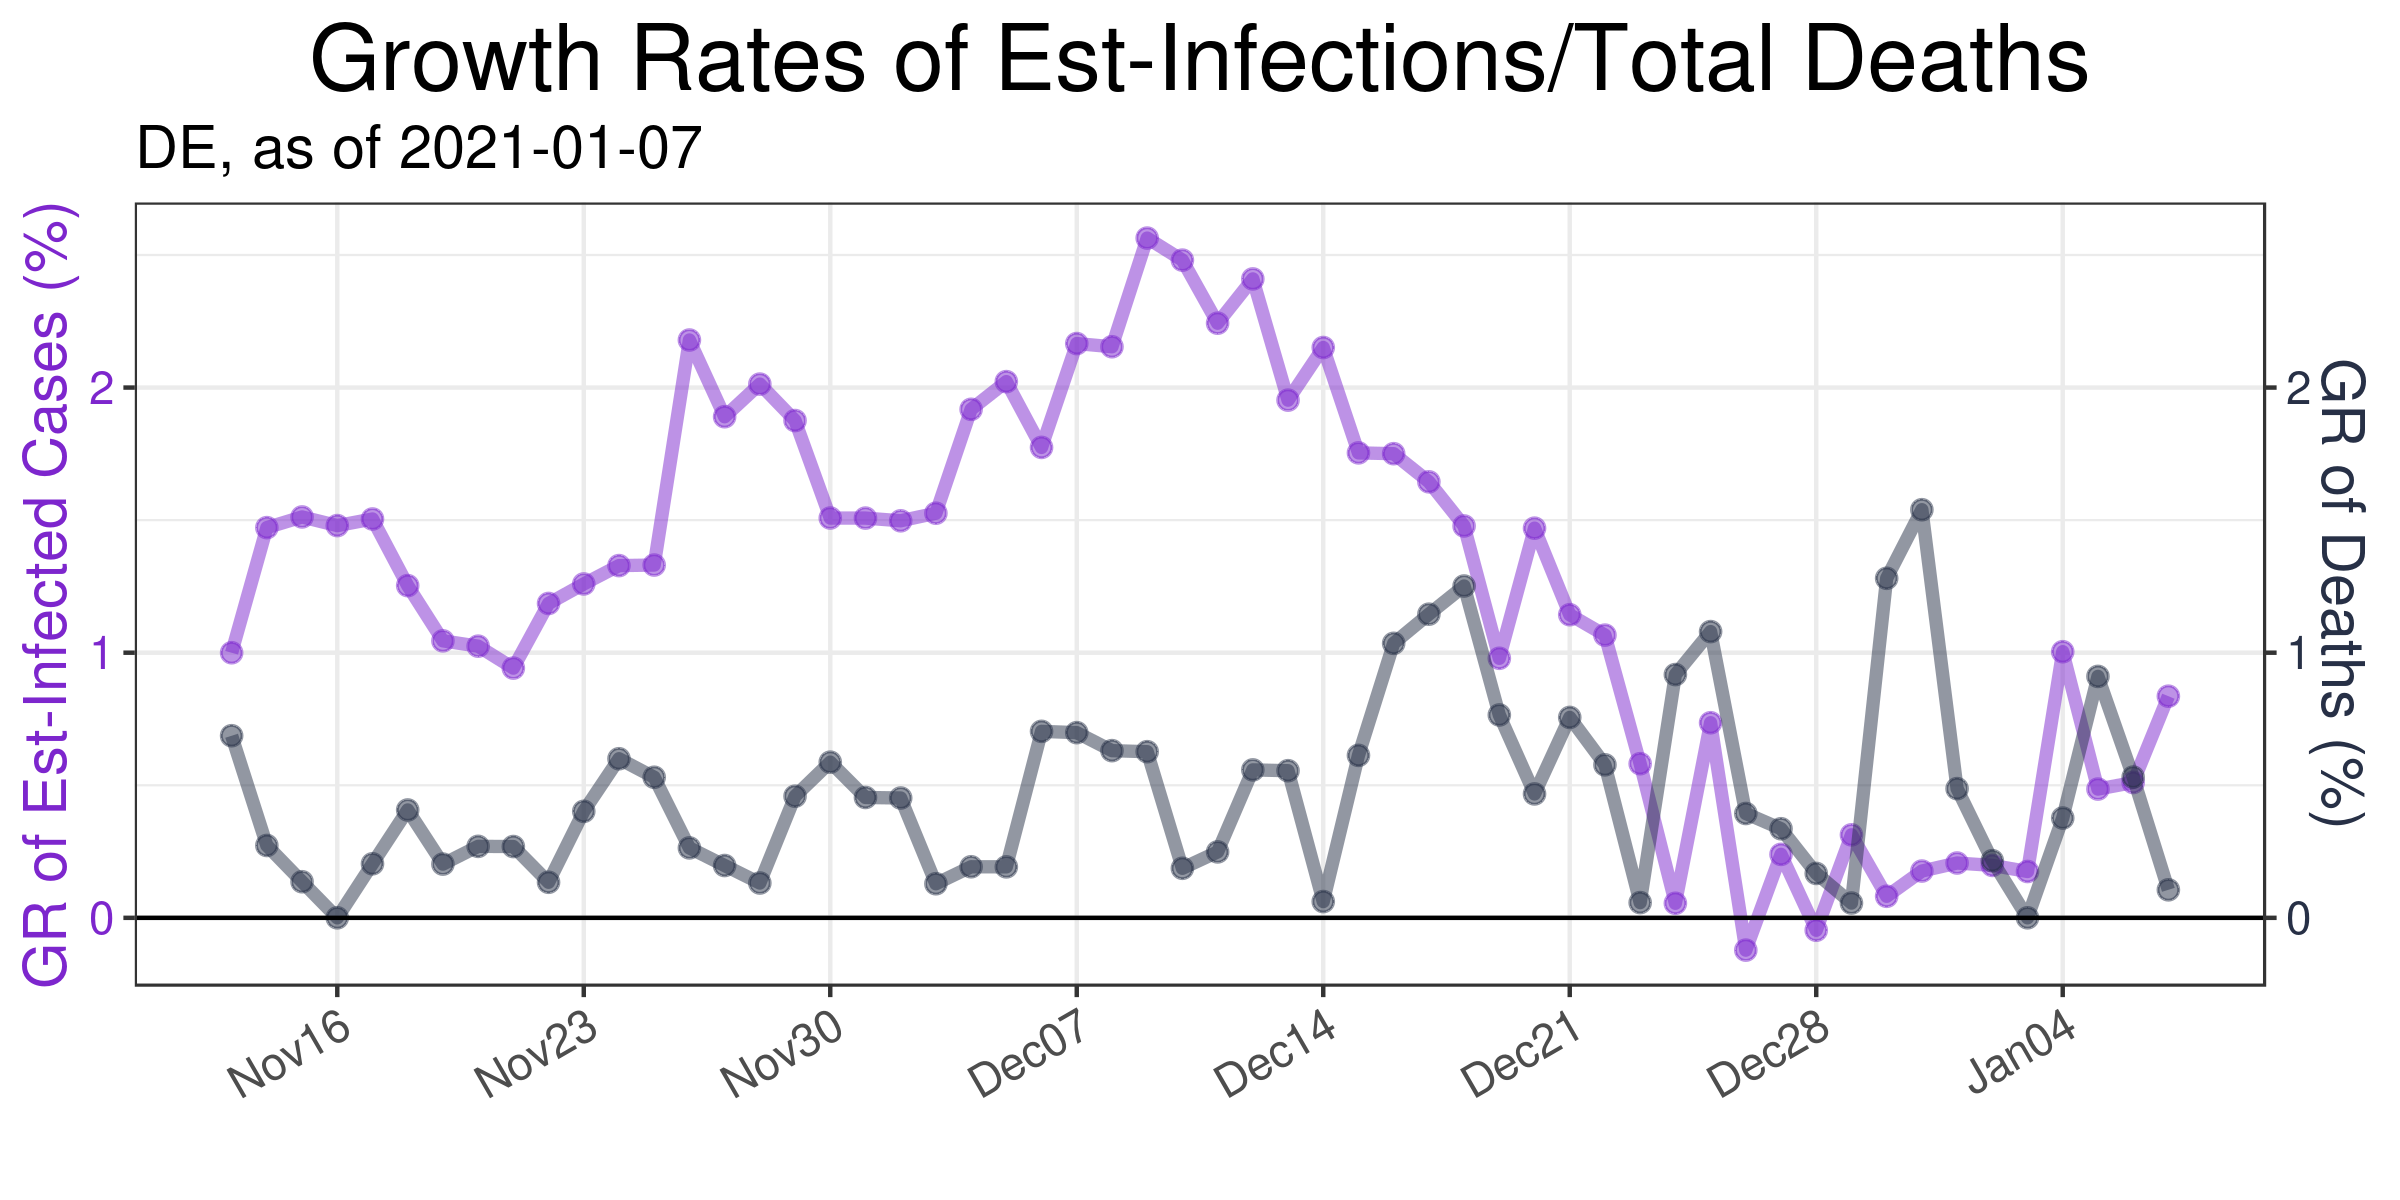 Growth Rates of Est-Infections/Total Deaths
DE, as of 2021-01-07
GR of Est-Infected Cases (%)
2
1
0
2
1
0
GR of Deaths (%)
Nov16
Nov23
Nov30
Dec07
Dec14
Dec21
Dec28
Jan04